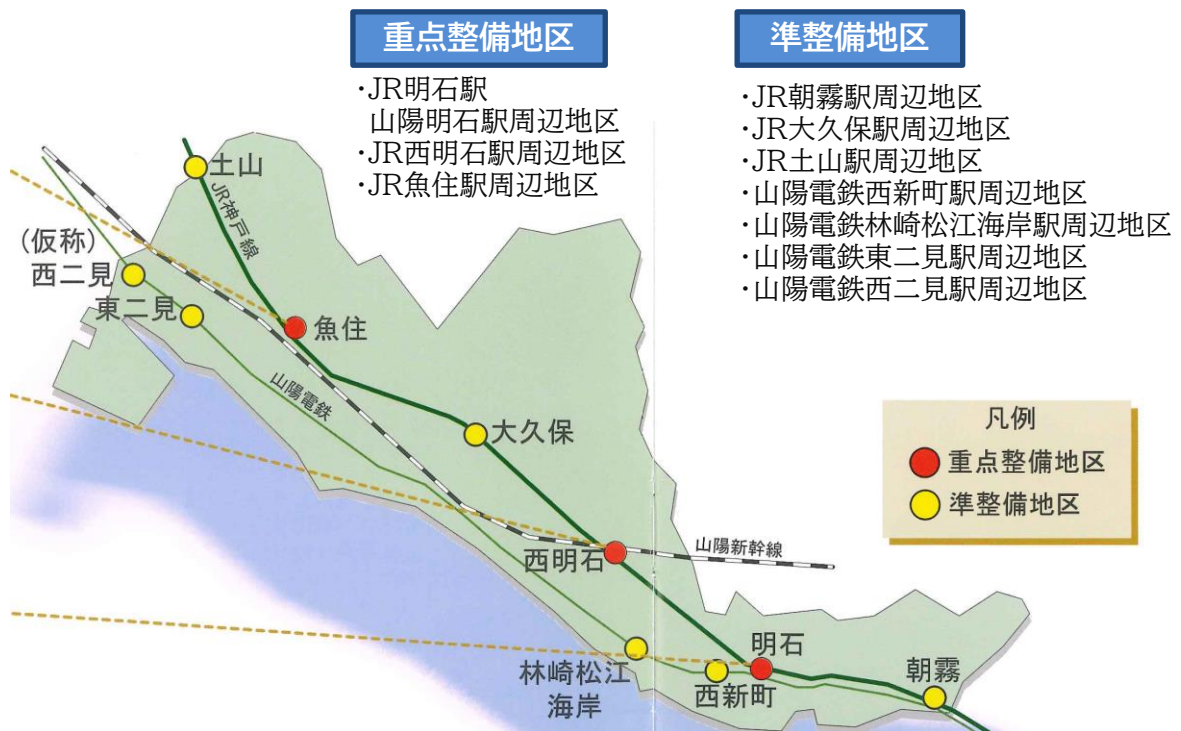 重点整備地区
・JR明石駅
山陽明石駅周辺地区
・JR西明石駅周辺地区
・JR魚住駅周辺地区
準整備地区
・JR朝霧駅周辺地区
・JR大久保駅周辺地区
・JR土山駅周辺地区
・山陽電鉄西新町駅周辺地区
・山陽電鉄林崎松江海岸駅周辺地区
・山陽電鉄東二見駅周辺地区
・山陽電鉄西二見駅周辺地区
土山
JR神戸線
(仮称)
西二見
東二見
魚住
山陽電鉄
大久保
凡例
重点整備地区
準整備地区
西明石
山陽新幹線
林崎松江
海岸
明石
西新町
朝霧